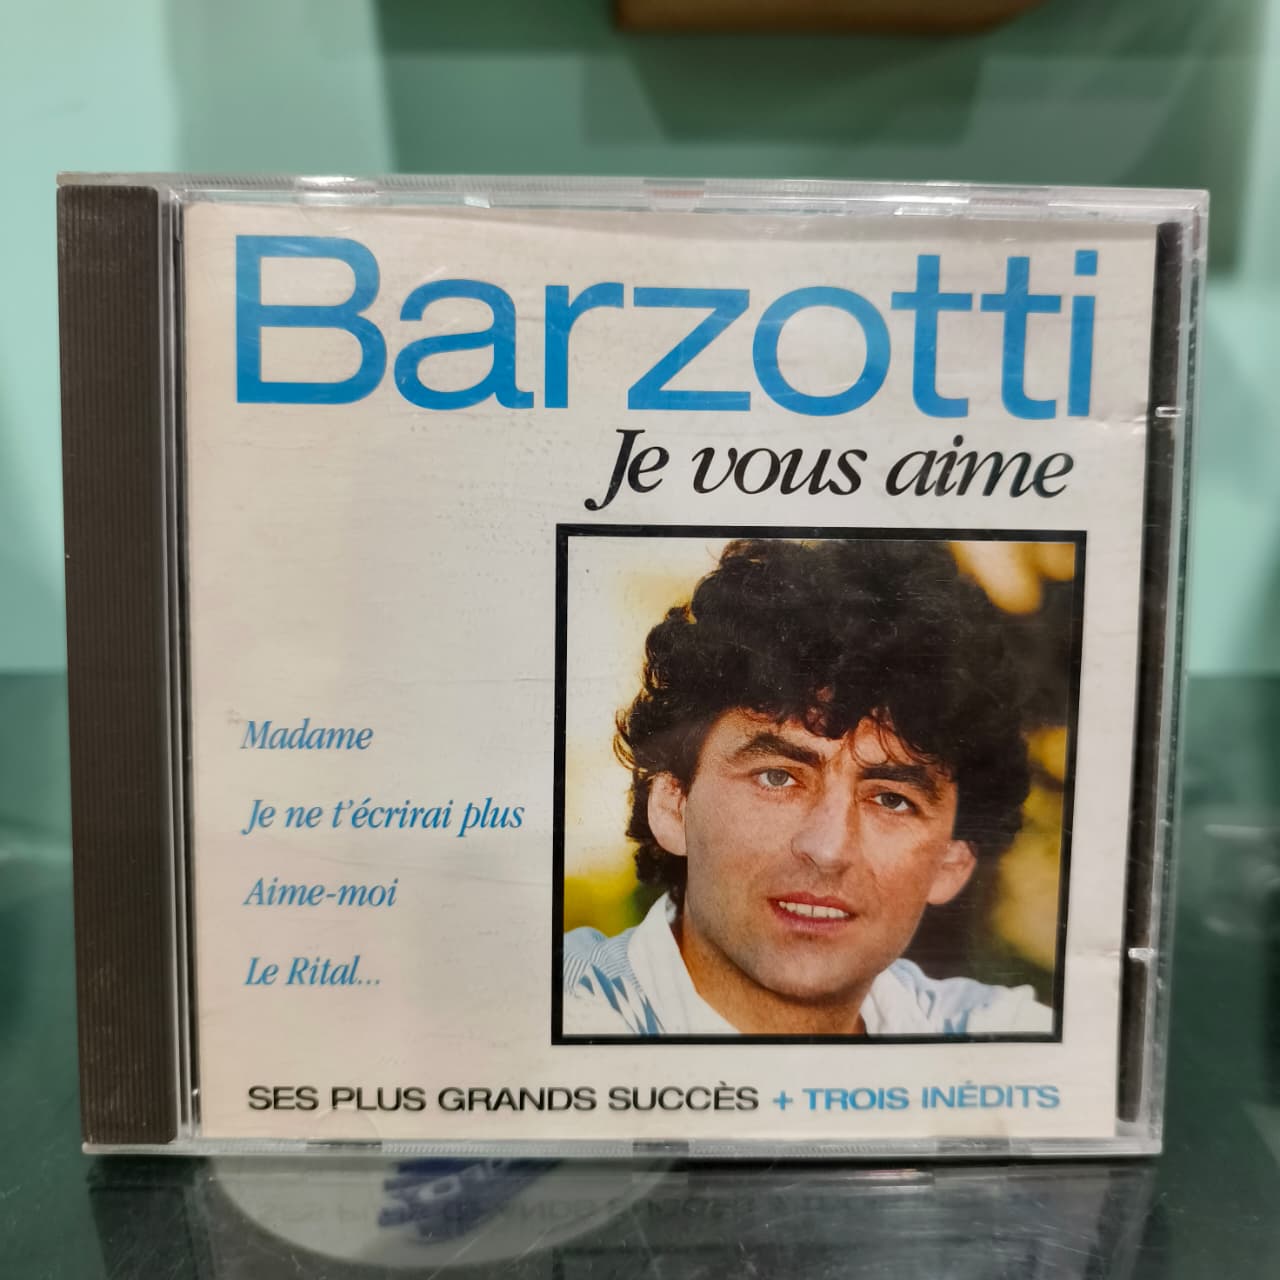 Barzotti
Je vous aime
Madame
Je ne t'écrirai plus
Aime-moi
Le Rital...
SES PLUS GRANDS SUCCÈS + TROIS INÉDITS